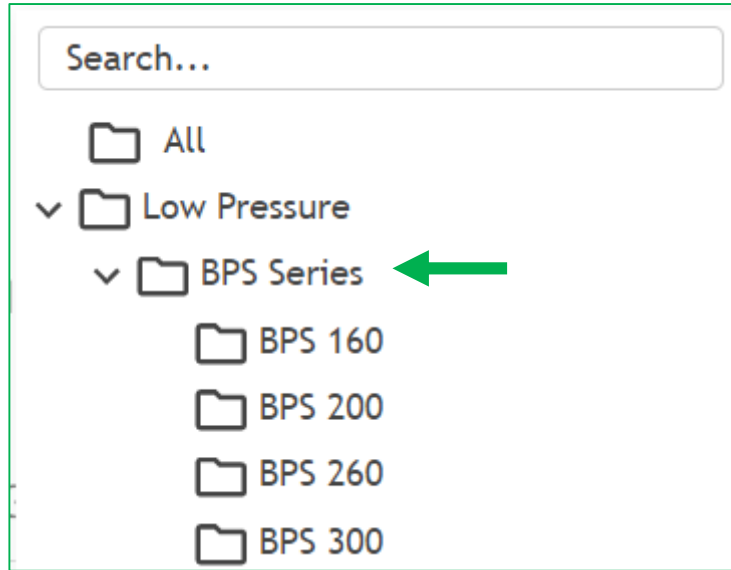 Search...
All
Low Pressure
BPS Series
BPS 160
BPS 200
BPS 260
BPS 300